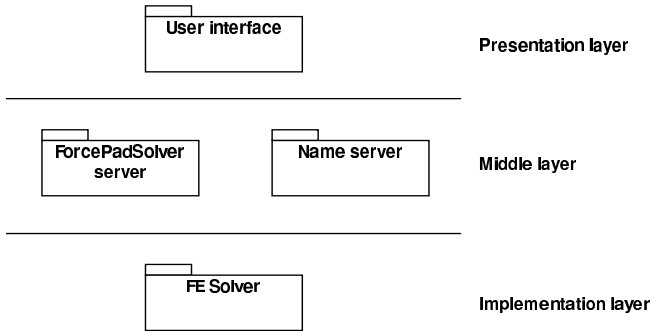 User interface
Presentation layer
ForcePadSolver
server
Name server
Middle layer
FE Solver
Implementation layer